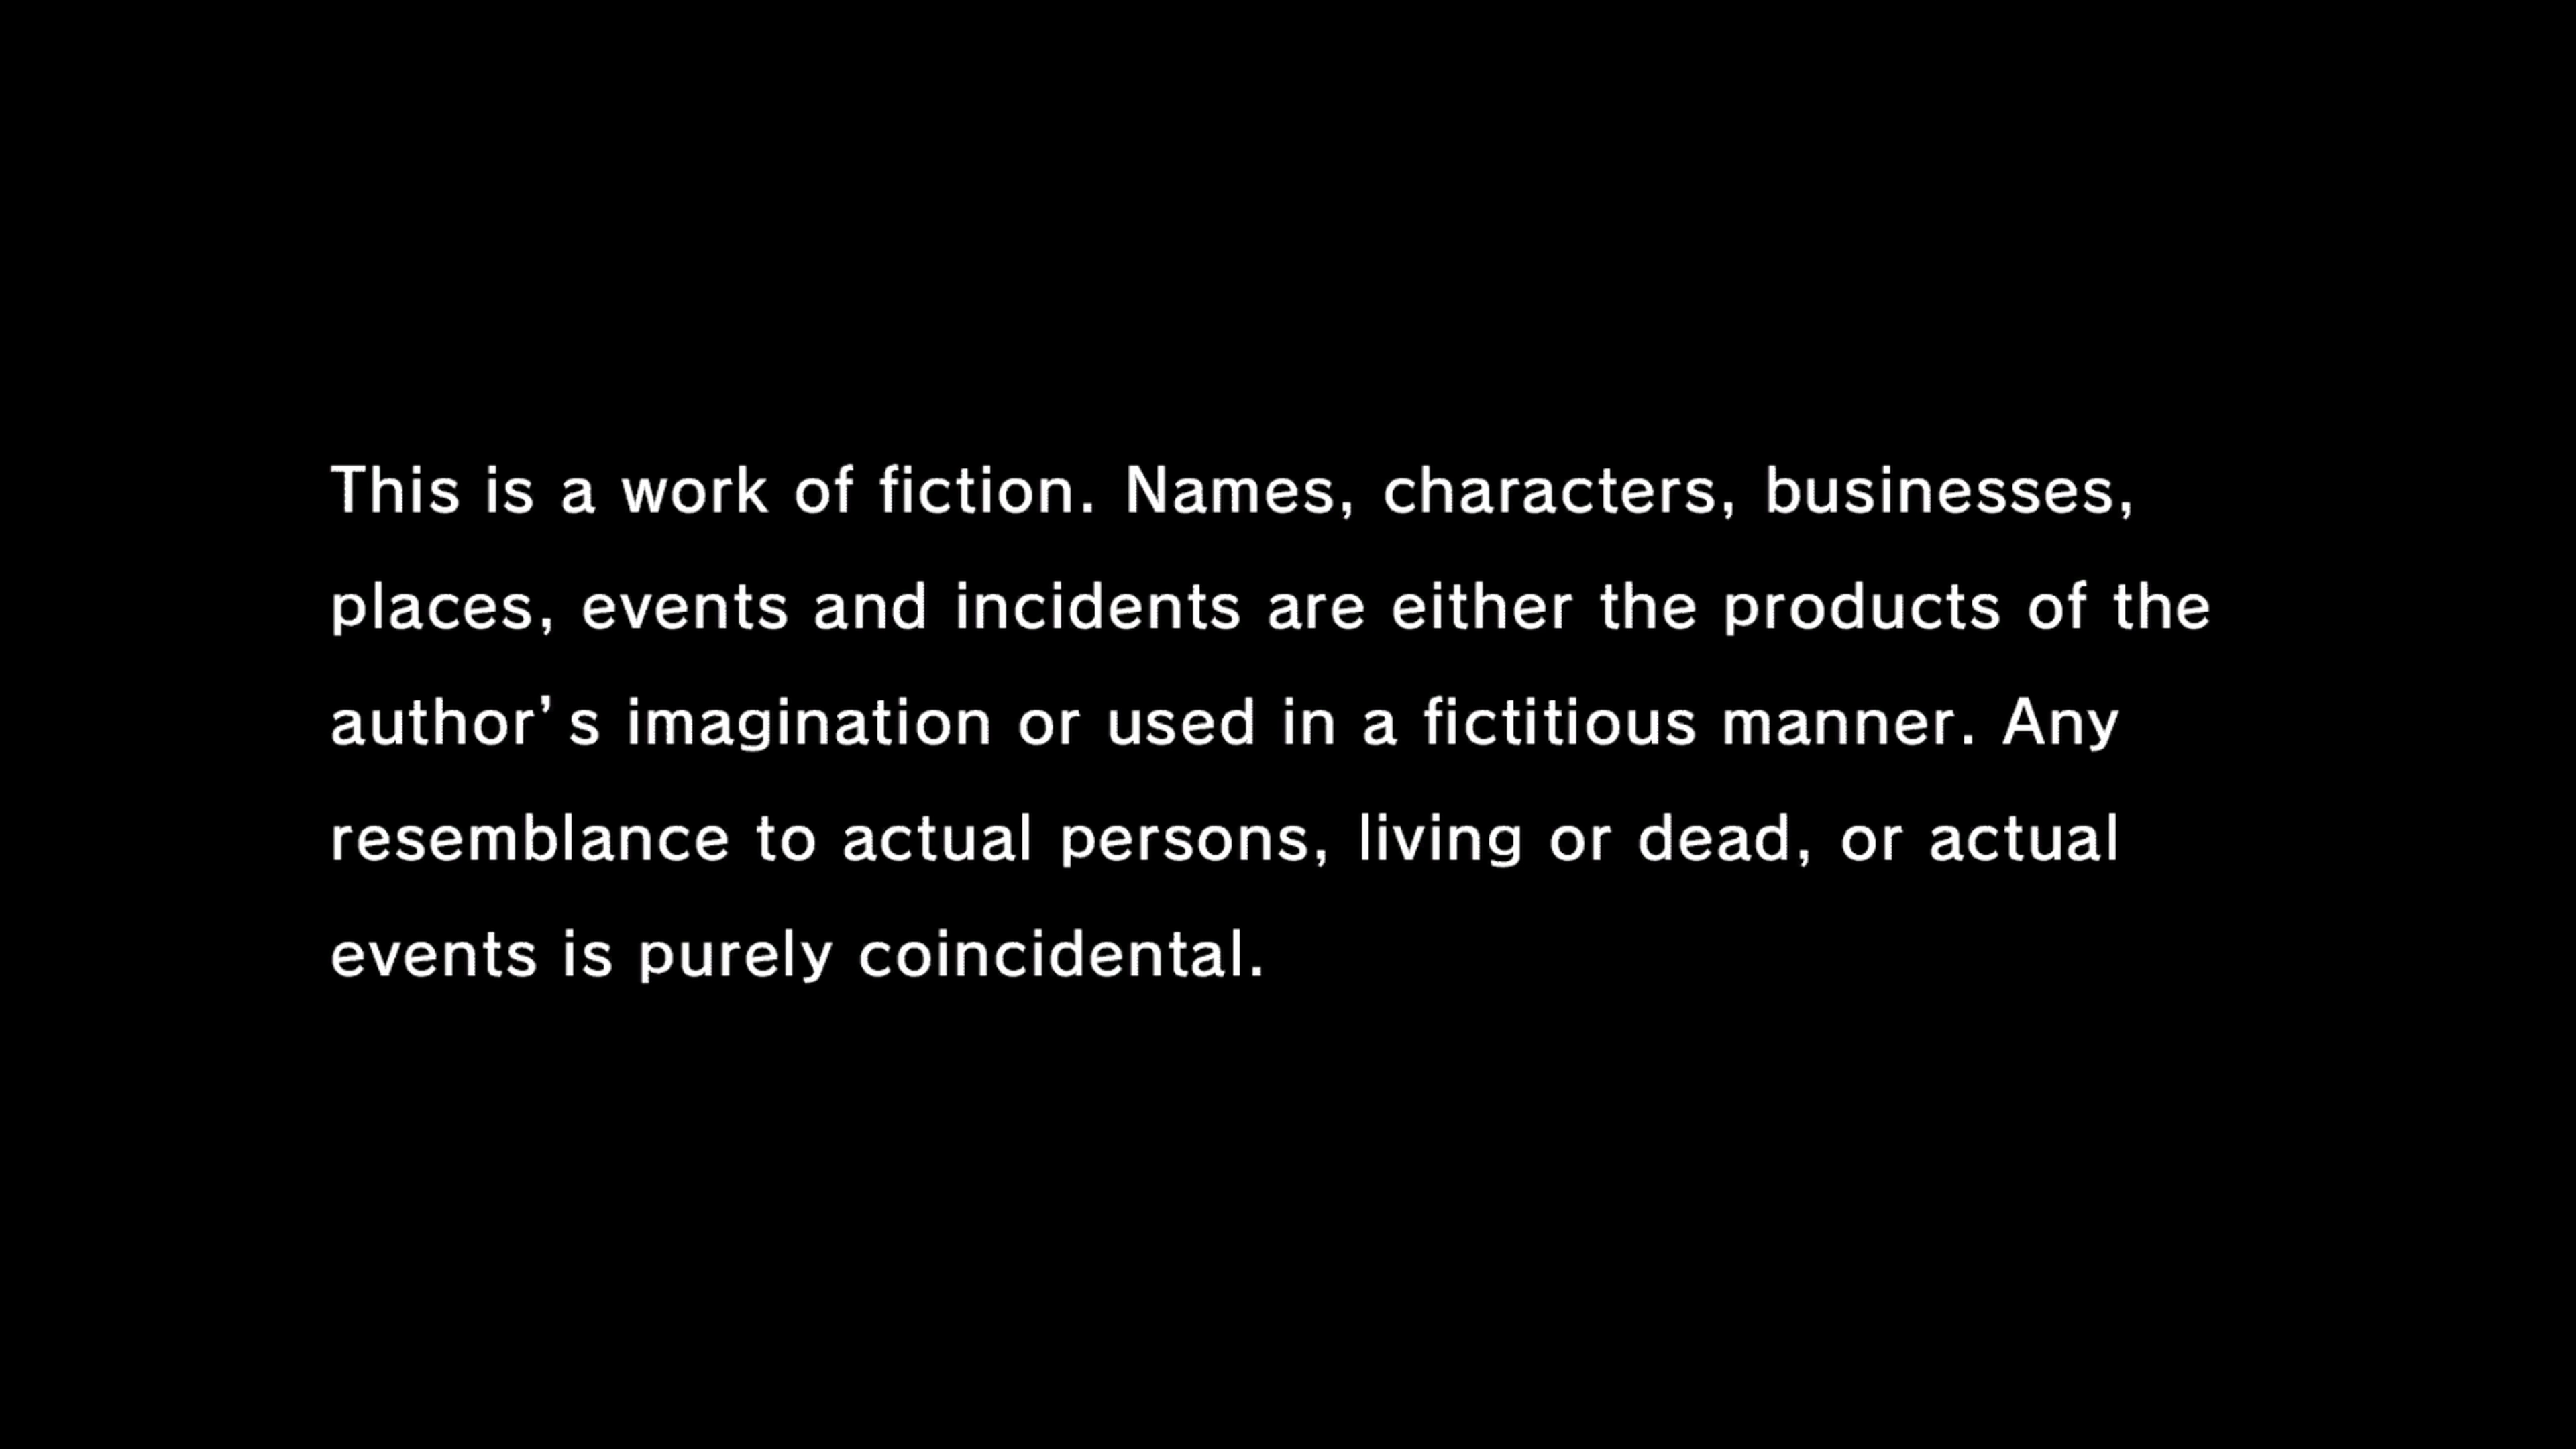 This is a work of fiction. Names, characters, businesses,
places, events and incidents are either the products of the
author’s imagination or used in a fictitious manner. Any
resemblance to actual persons, living or dead, or actual
events is purely coincidental.